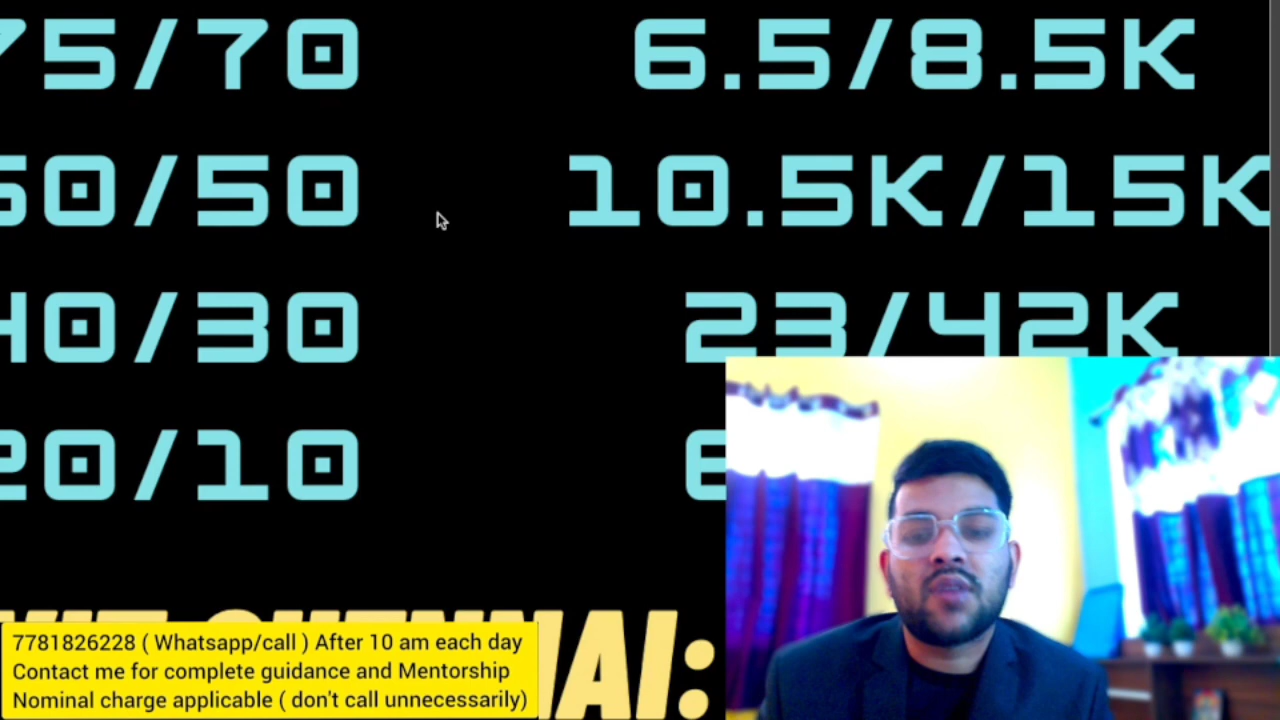 75/70 6.5/8.5K
50/50 10.5K/15K
40/30 23/42K
20/10
CHENNAI:
7781826228 ( Whatsapp/call ) After 10 am each day
Contact me for complete guidance and Mentorship
Nominal charge applicable ( don't call unnecessarily)